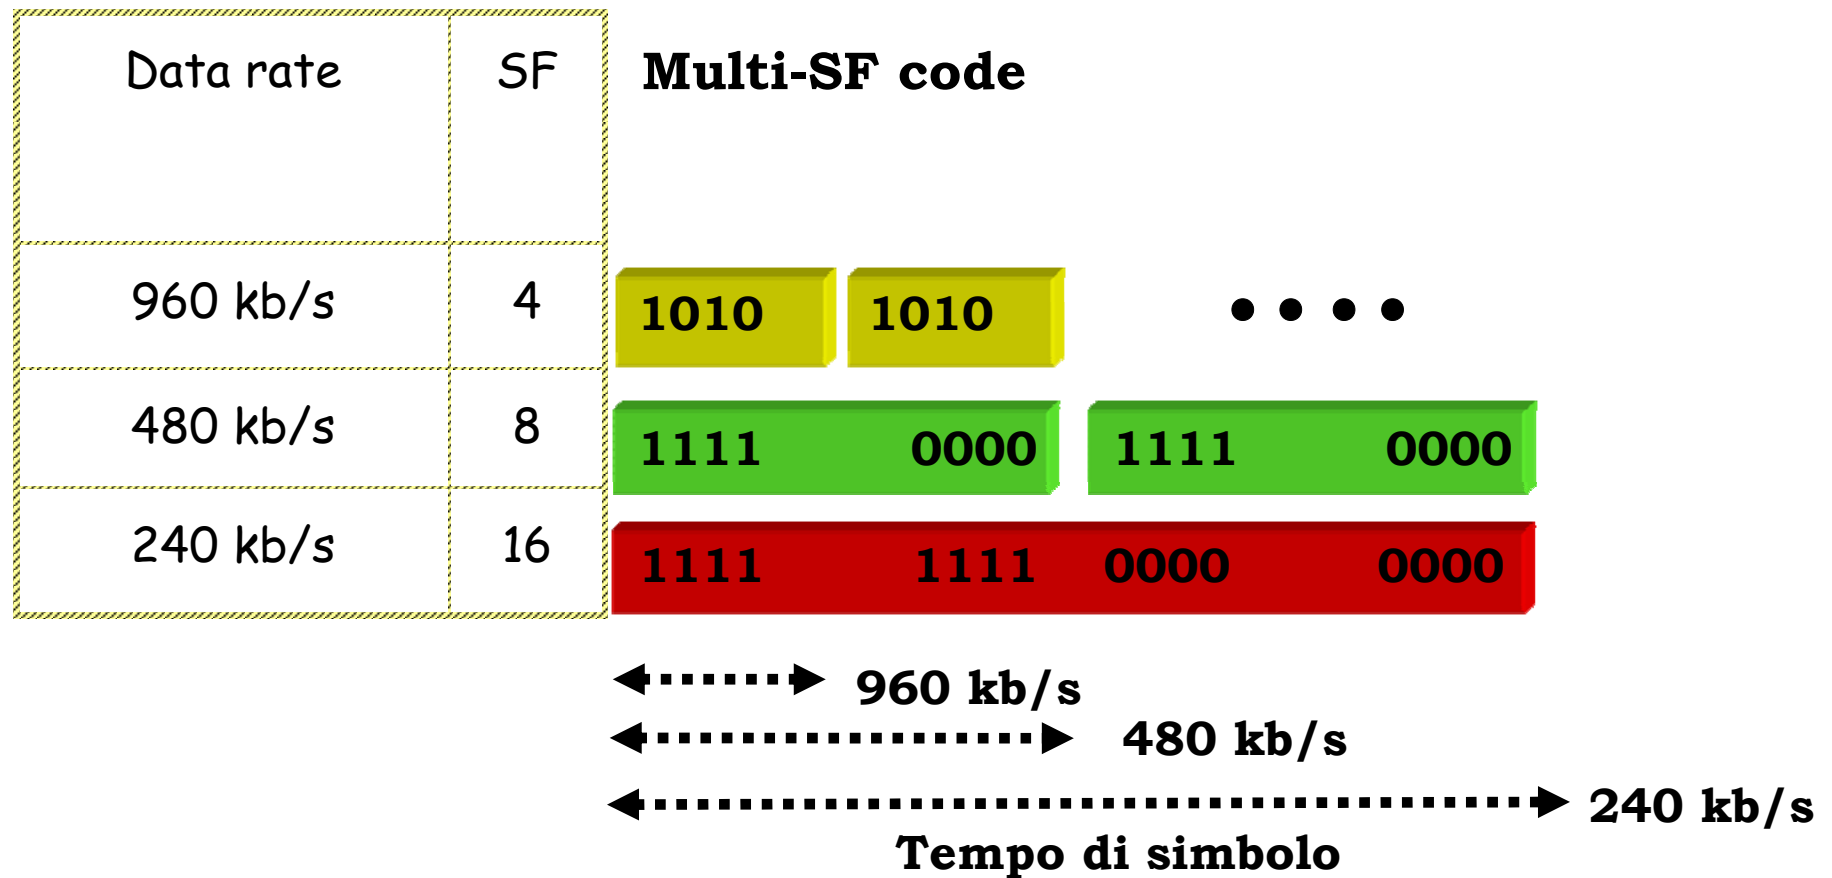 Data rate SF Multi-SF code
960 kb/s 4 1010 1010
480 kb/s 8 1111 0000 1111 0000
240 kb/s 16 1111 1111 0000 0000
960 kb/s
480 kb/s
240 kb/s
Tempo di simbolo